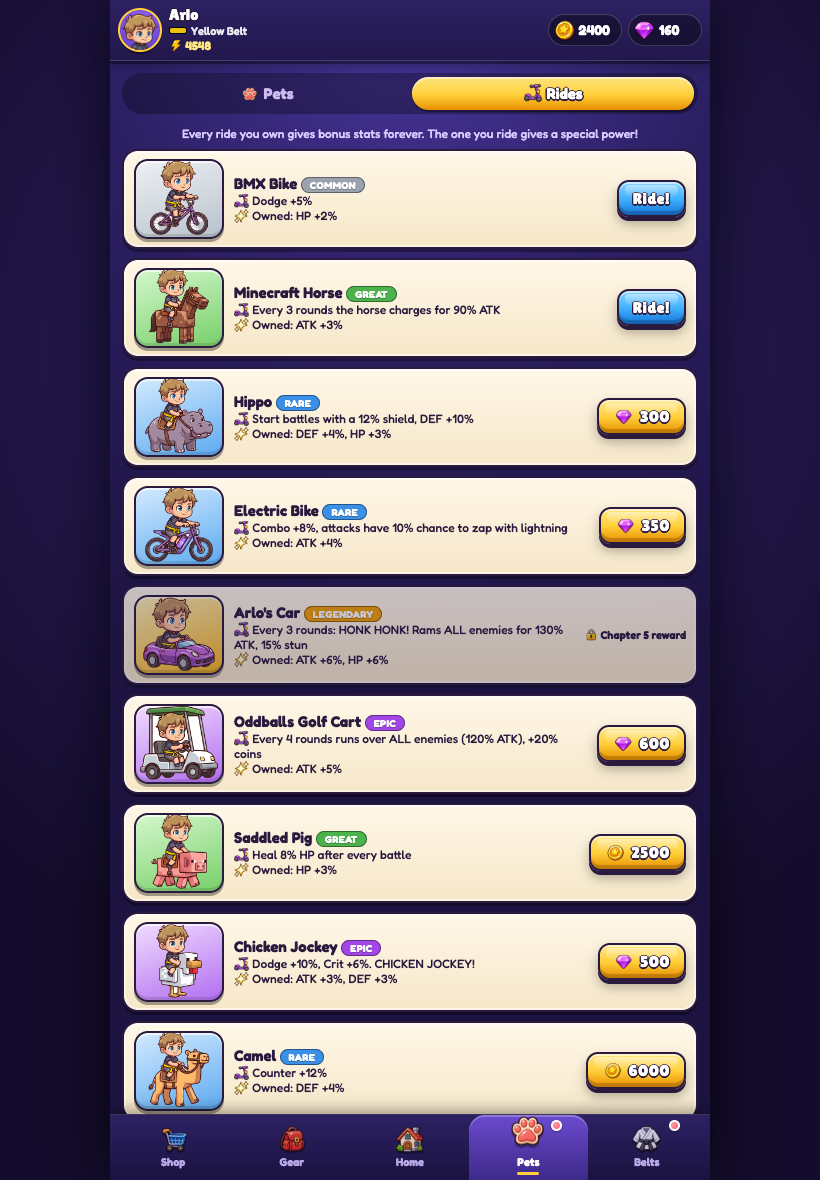 Arlo
Yellow Belt
4548
2400
160
Pets
Rides
Every ride you own gives bonus stats forever. The one you ride gives a special power!
BMX Bike COMMON
Dodge +5%
Owned: HP +2%
Ride!
Minecraft Horse GREAT
Every 3 rounds the horse charges for 90% ATK
Owned: ATK +3%
Ride!
Hippo RARE
Start battles with a 12% shield, DEF +10%
Owned: DEF +4%, HP +3%
300
Electric Bike RARE
Combo +8%, attacks have 10% chance to zap with lightning
Owned: ATK +4%
350
Arlo's Car LEGENDARY
Every 3 rounds: HONK HONK! Rams ALL enemies for 130%
ATK, 15% stun
Owned: ATK +6%, HP +6%
Chapter 5 reward
Oddballs Golf Cart EPIC
Every 4 rounds runs over ALL enemies (120% ATK), +20%
coins
Owned: ATK +5%
600
Saddled Pig GREAT
Heal 8% HP after every battle
Owned: HP +3%
2500
Chicken Jockey EPIC
Dodge +10%, Crit +6%. CHICKEN JOCKEY!
Owned: ATK +3%, DEF +3%
500
Camel RARE
Counter +12%
Owned: DEF +4%
6000
Shop
Gear
Home
Pets
Belts